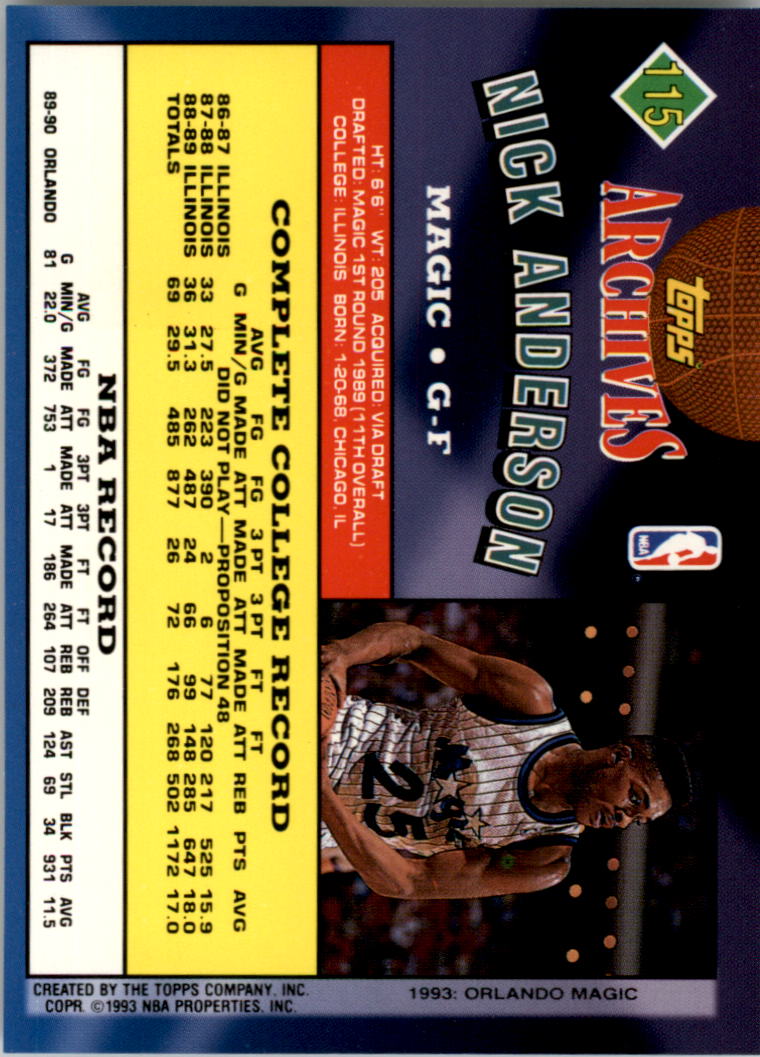 115
topps
ARCHIVES
NBA
NICK ANDERSON
MAGIC • G-F
HT: 6'6" WT: 205 ACQUIRED: VIA DRAFT
DRAFTED: MAGIC 1ST ROUND 1989 (11TH OVERALL)
COLLEGE: ILLINOIS BORN: 1-20-68, CHICAGO, IL
Magic
25
COMPLETE COLLEGE RECORD
AVG FG FG 3 PT 3 PT FT FT
G MIN/G MADE ATT MADE ATT MADE ATT REB PTS AVG
86-87 ILLINOIS DID NOT PLAY—PROPOSITION 48
87-88 ILLINOIS 33 27.5 223 390 2 6 77 120 217 525 15.9
88-89 ILLINOIS 36 31.3 262 487 24 66 99 148 285 647 18.0
TOTALS 69 29.5 485 877 26 72 176 268 502 1172 17.0
NBA RECORD
AVG FG FG 3PT 3PT FT FT OFF DEF
G MIN/G MADE ATT MADE ATT MADE ATT REB REB AST STL BLK PTS AVG
89-90 ORLANDO 81 22.0 372 753 1 17 186 264 107 209 124 69 34 931 11.5
1993: ORLANDO MAGIC
CREATED BY THE TOPPS COMPANY, INC.
COPR. ©1993 NBA PROPERTIES, INC.